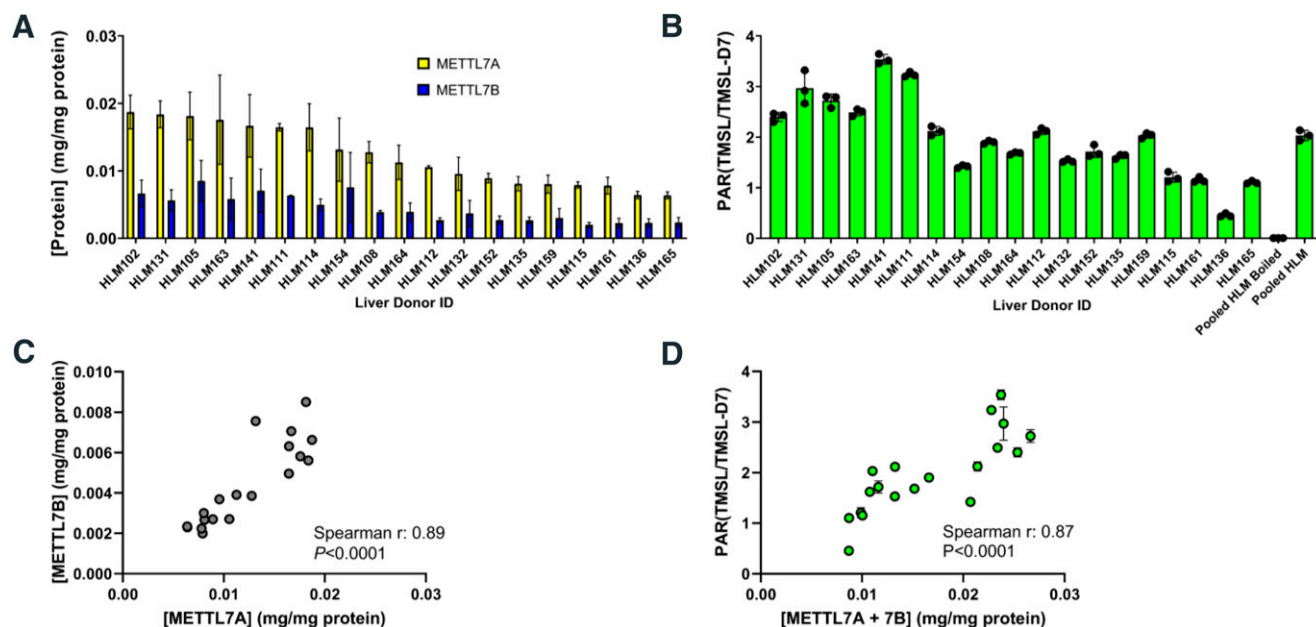 A
[Protein] (mg/mg protein)
0.03
0.02
0.01
0.00
METTL7A
METTL7B
HLM102
HLM131
HLM105
HLM163
HLM141
HLM111
HLM114
HLM154
HLM108
HLM164
HLM112
HLM132
HLM152
HLM135
HLM159
HLM115
HLM161
HLM136
HLM165
Liver Donor ID
B
PAR(TMSL/TMSL-D7)
4
3
2
1
0
HLM102
HLM131
HLM105
HLM163
HLM141
HLM111
HLM114
HLM154
HLM108
HLM164
HLM112
HLM132
HLM152
HLM135
HLM159
HLM115
HLM161
HLM136
HLM165
Pooled HLM Boiled
Pooled HLM
Liver Donor ID
C
[METTL7B] (mg/mg protein)
0.010
0.008
0.006
0.004
0.002
0.000
Spearman r: 0.89
P<0.0001
0.00
0.01
0.02
0.03
[METTL7A] (mg/mg protein)
D
PAR(TMSL/TMSL-D7)
4
3
2
1
0
Spearman r: 0.87
P<0.0001
0.00
0.01
0.02
0.03
[METTL7A + 7B] (mg/mg protein)